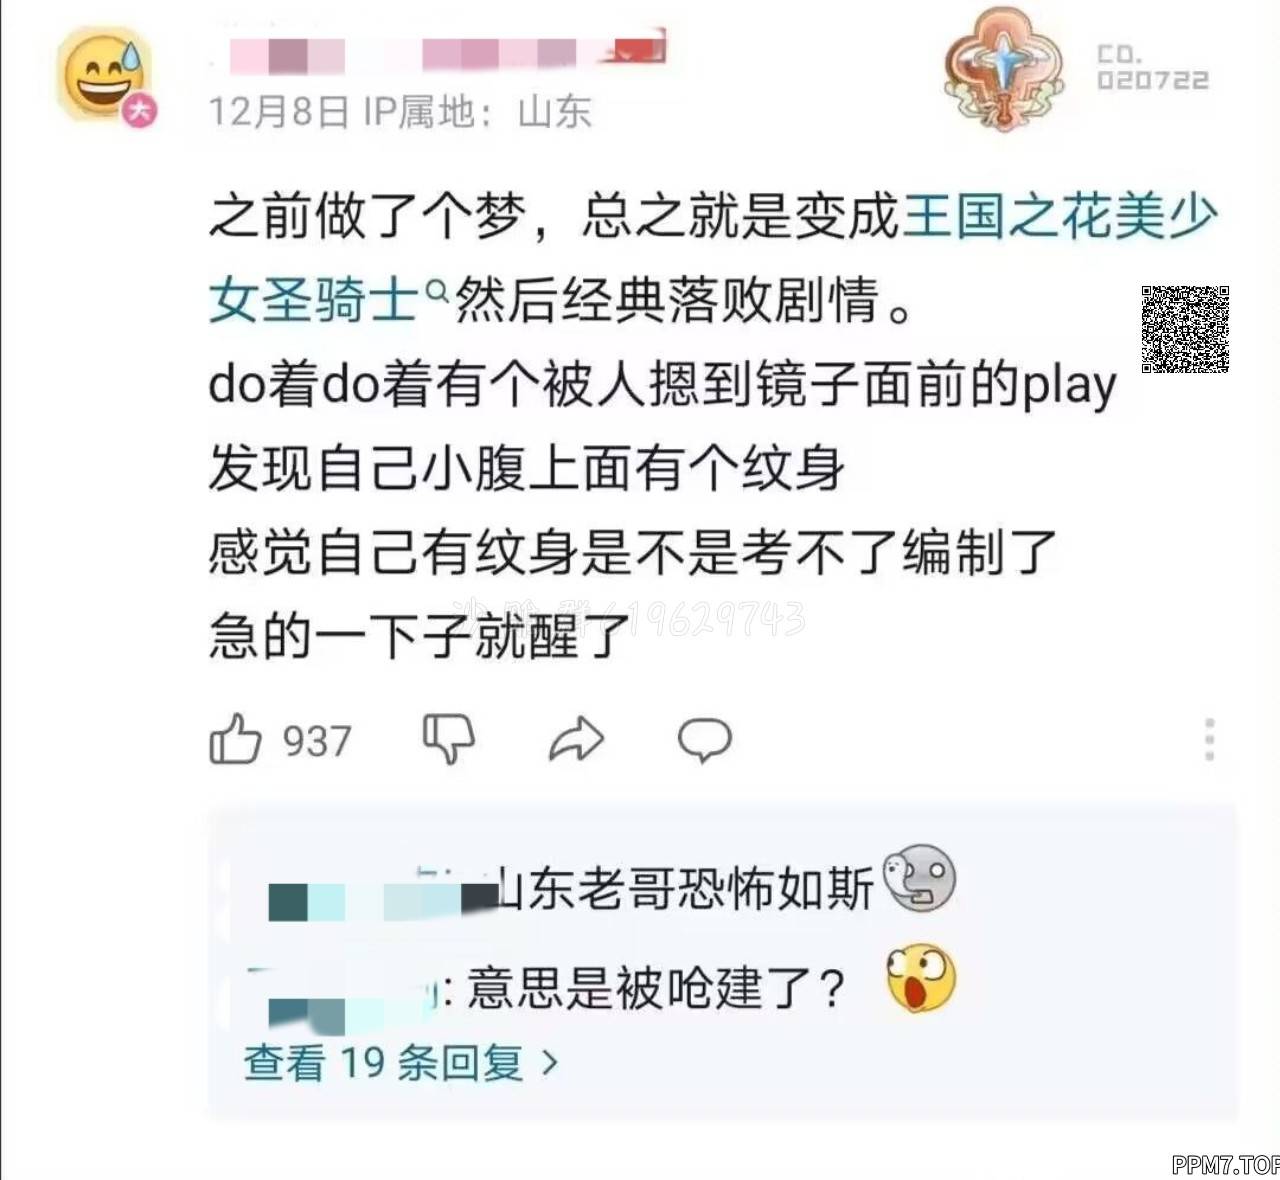 12月8日 IP属地：山东
CD.
020722
之前做了个梦，总之就是变成王国之花美少
女圣骑士然后经典落败剧情。
do着do着有个被人摁到镜子面前的play
发现自己小腹上面有个纹身
感觉自己有纹身是不是考不了编制了
急的一下子就醒了
619629743
937
山东老哥恐怖如斯
: 意思是被呛建了？
查看 19 条回复 >
PPM7.TOP